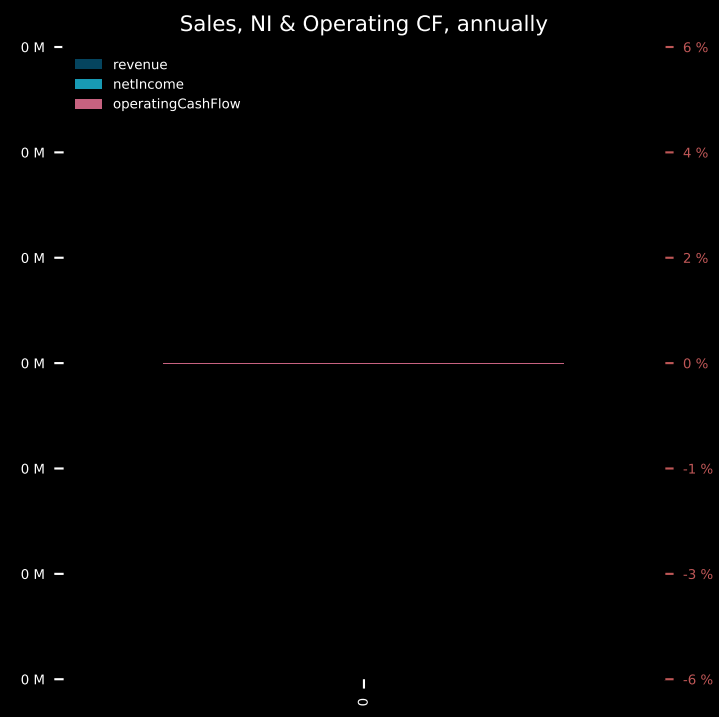 Sales, NI & Operating CF, annually
0 M
6 %
revenue
netIncome
operatingCashFlow
0 M
4 %
0 M
2 %
0 M
0 %
0 M
-1 %
0 M
-3 %
0 M
-6 %
0